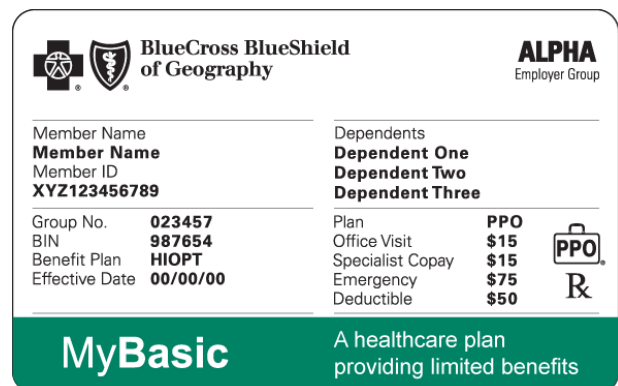 BlueCross BlueShield
of Geography
ALPHA
Employer Group
Member Name
Member Name
Member ID
XYZ123456789
Dependents
Dependent One
Dependent Two
Dependent Three
Group No. 023457
BIN 987654
Benefit Plan HIOPT
Effective Date 00/00/00
Plan PPO
Office Visit $15
Specialist Copay $15
Emergency $75
Deductible $50
PPO
Rx
MyBasic
A healthcare plan
providing limited benefits